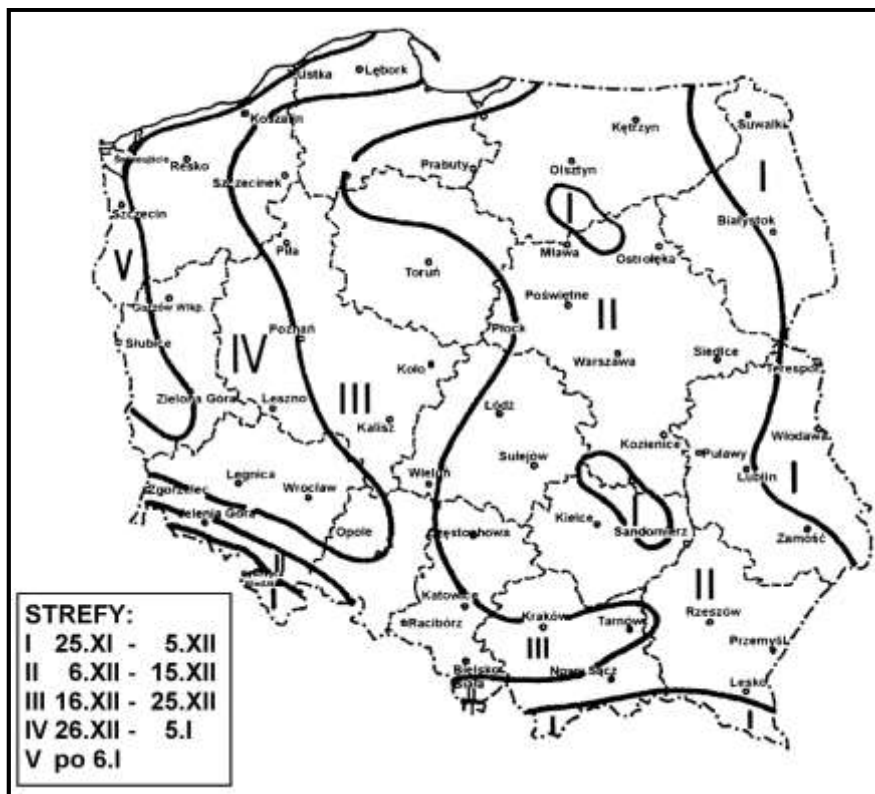 Ustka
Lębork
Koszalin
Kętrzyn
Suwałki
Resko
Prabuty
Olsztyn
I
Szczecinek
Szczecin
I
Białystok
Piła
Mława
Ostrołęka
V
Toruń
Gorzów Wlkp.
Poświętne
II
Słubice
Poznań
Płock
IV
Koło
Warszawa
Siedlce
Terespol
Zielona Góra
Leszno
III
Łódź
Kalisz
Kozienice
Włodawa
Puławy
Sulejów
Legnica
Wieluń
Lublin
I
Zgorzelec
Wrocław
I
Jelenia Góra
Opole
Kielce
Sandomierz
Częstochowa
Zamość
II
I
II
Katowice
Racibórz
Kraków
Tarnów
Rzeszów
III
Przemyśl
Bielsko
Biała
Nowy Sącz
Lesko
II
I
I
STREFY:
I 25.XI - 5.XII
II 6.XII - 15.XII
III 16.XII - 25.XII
IV 26.XII - 5.I
V po 6.I